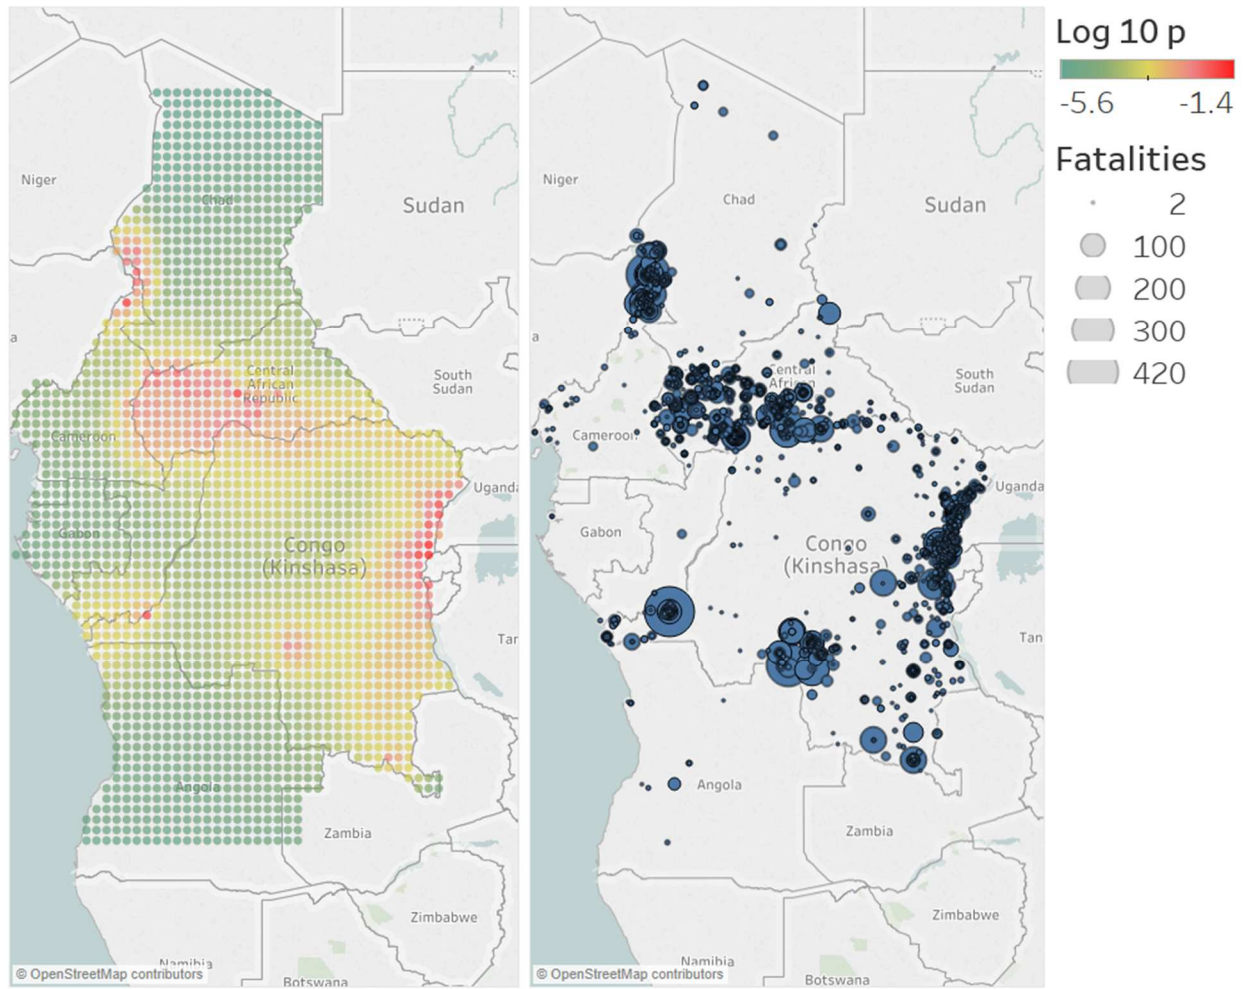 Niger
Chad
Sudan
Central
African
Republic
South
Sudan
Cameroon
Uganda
Gabon
Congo
(Kinshasa)
Tar
Angola
Zambia
Zimbabwe
Namibia
Botswana
© OpenStreetMap contributors
Niger
Chad
Sudan
a
Central
African
South
Sudan
Cameroon
Uganda
Gabon
Congo
(Kinshasa)
Tan
Angola
Zambia
Zimbabwe
Namibia
Botswana
© OpenStreetMap contributors
Log 10 p
-5.6 -1.4
Fatalities
2
100
200
300
420